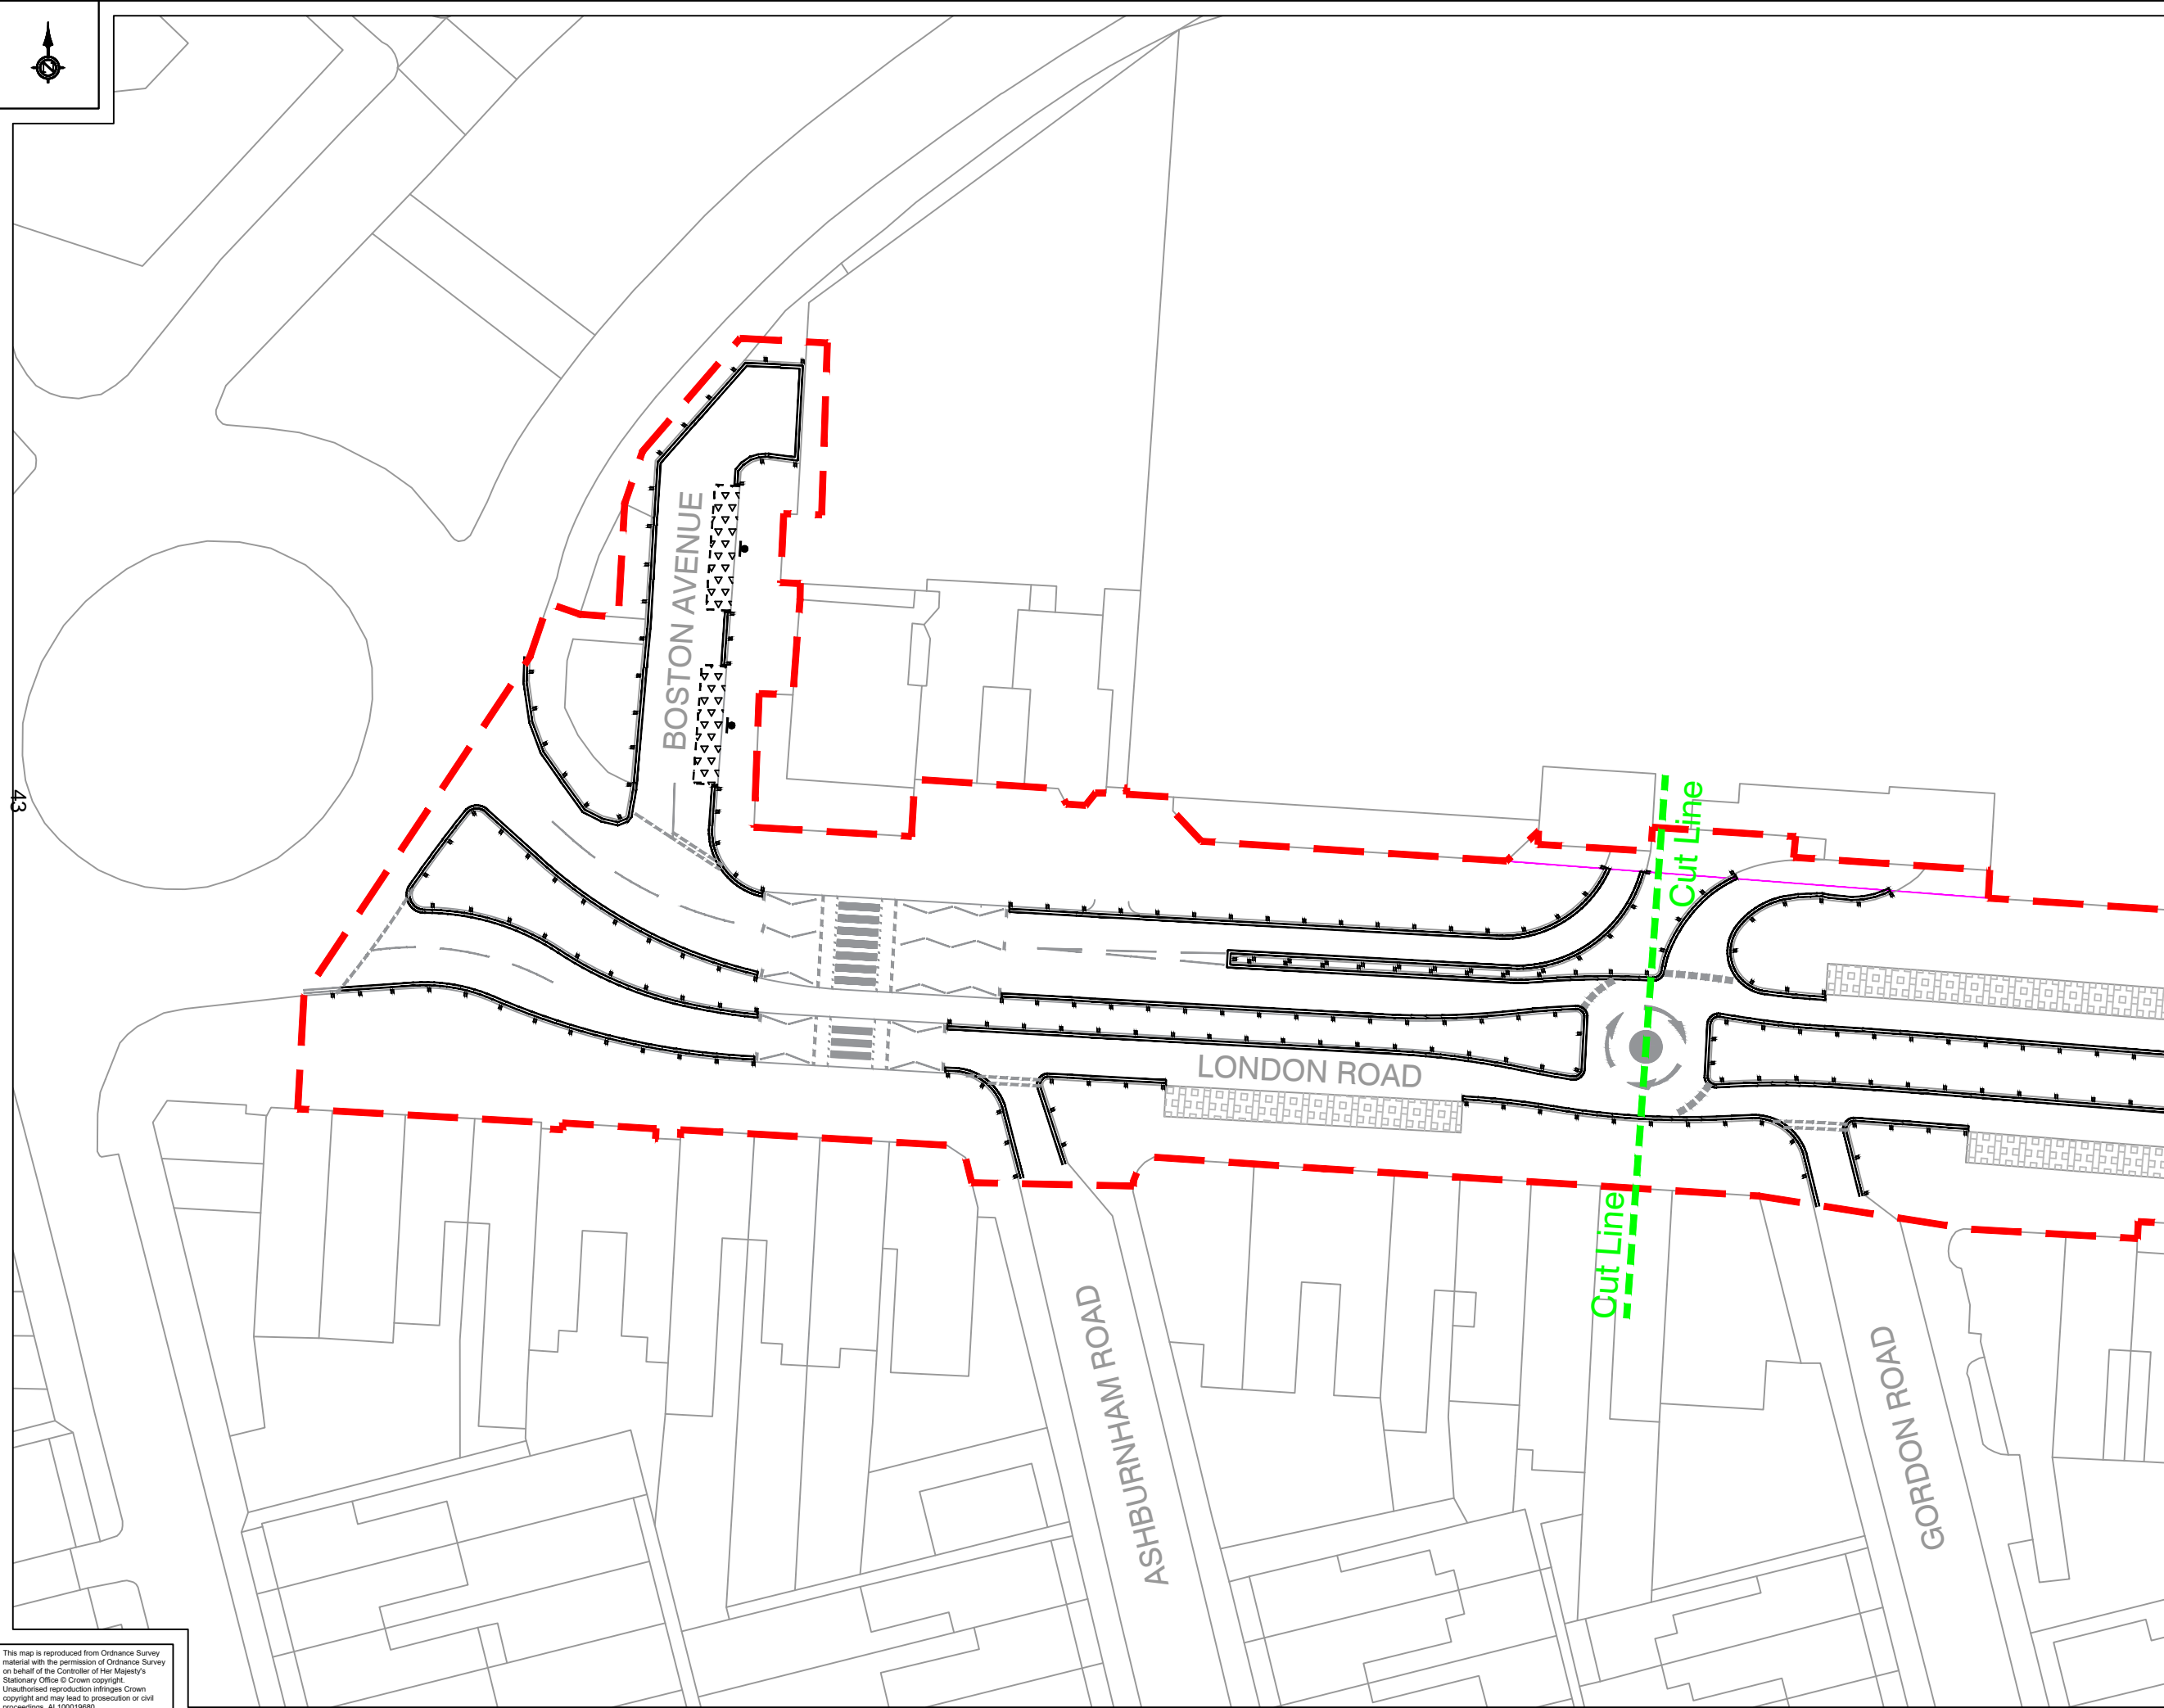 N
BOSTON AVENUE
Cut Line
LONDON ROAD
Cut Line
ASHBURNHAM ROAD
GORDON ROAD
43
This map is reproduced from Ordnance Survey
material with the permission of Ordnance Survey
on behalf of the Controller of Her Majesty's
Stationary Office © Crown copyright.
Unauthorised reproduction infringes Crown
copyright and may lead to prosecution or civil
proceedings. AL100019680